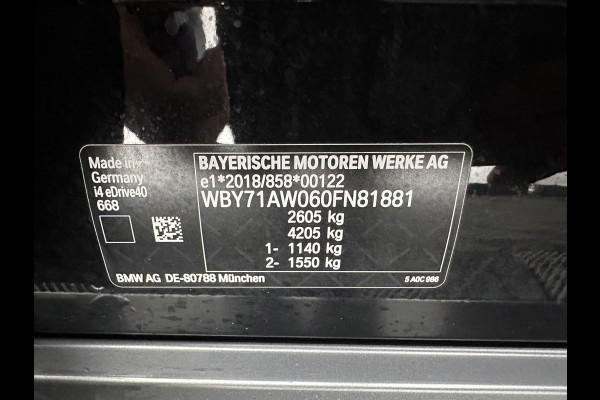 Made in
Germany
i4 eDrive40
668
BAYERISCHE MOTOREN WERKE AG
e1*2018/858*00122
WBY71AW060FN81881
2605 kg
4205 kg
1- 1140 kg
2- 1550 kg
BMW AG DE-80788 München
5 A0C 986